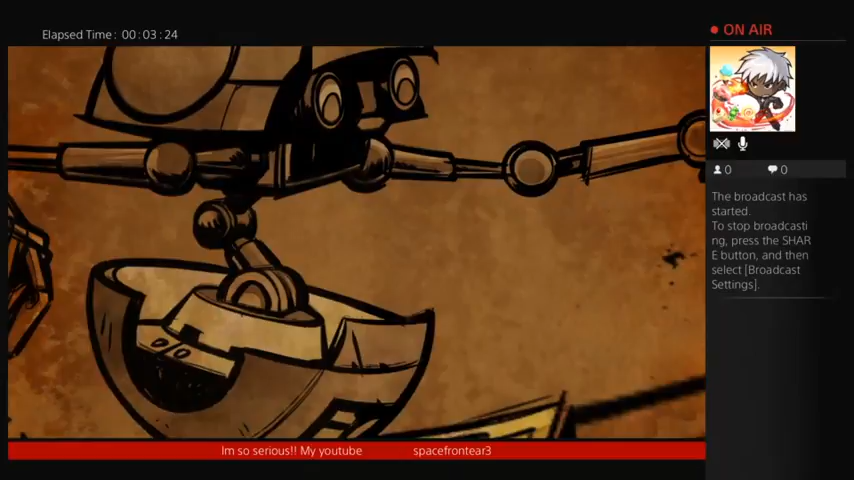 Elapsed Time: 00:03:24
ON AIR
0 0
The broadcast has
started.
To stop broadcasti
ng, press the SHAR
E button, and then
select [Broadcast
Settings].
Im so serious!! My youtube spacefrontear3